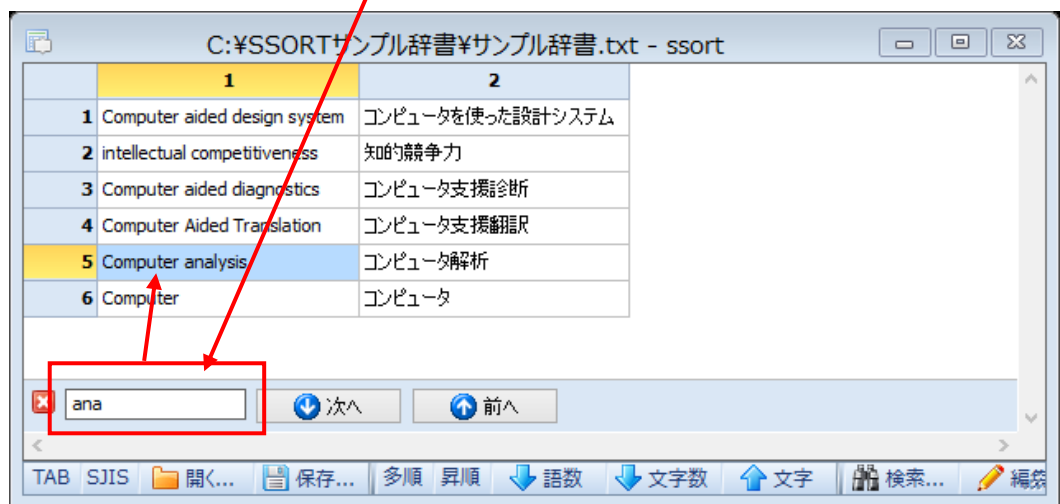 C:¥SSORTサンプル辞書¥サンプル辞書.txt - ssort
1 2
1 Computer aided design system コンピュータを使った設計システム
2 intellectual competitiveness 知的競争力
3 Computer aided diagnostics コンピュータ支援診断
4 Computer Aided Translation コンピュータ支援翻訳
5 Computer analysis コンピュータ解析
6 Computer コンピュータ
ana 次へ 前へ
TAB SJIS 開く... 保存... 多順 昇順 語数 文字数 文字 検索... 編集